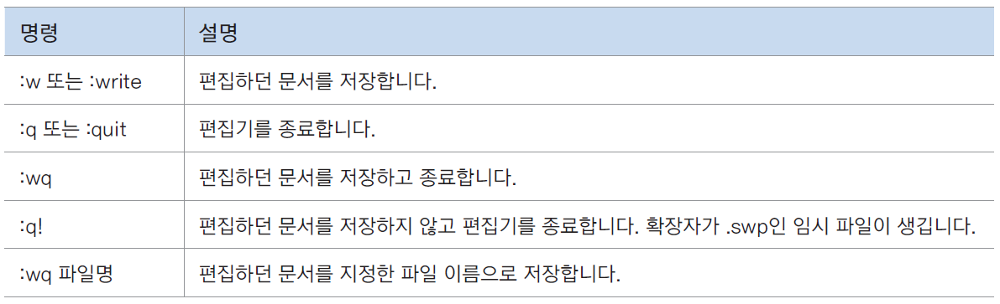 명령 설명
:w 또는 :write 편집하던 문서를 저장합니다.
:q 또는 :quit 편집기를 종료합니다.
:wq 편집하던 문서를 저장하고 종료합니다.
:q! 편집하던 문서를 저장하지 않고 편집기를 종료합니다. 확장자가 .swp인 임시 파일이 생깁니다.
:wq 파일명 편집하던 문서를 지정한 파일 이름으로 저장합니다.